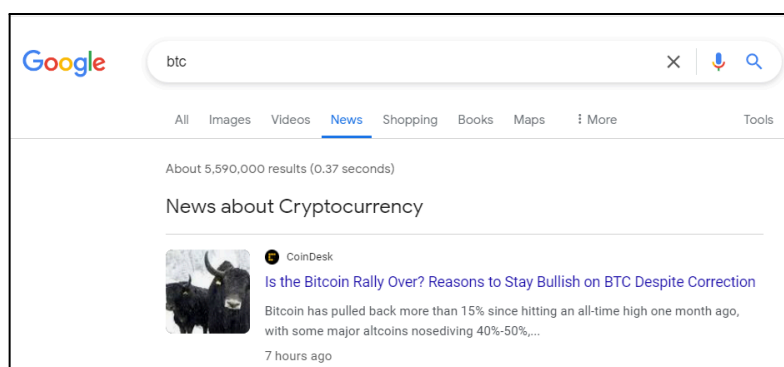 Google
btc
All Images Videos News Shopping Books Maps More Tools
About 5,590,000 results (0.37 seconds)
News about Cryptocurrency
CoinDesk
Is the Bitcoin Rally Over? Reasons to Stay Bullish on BTC Despite Correction
Bitcoin has pulled back more than 15% since hitting an all-time high one month ago,
with some major altcoins nosediving 40%-50%,...
7 hours ago